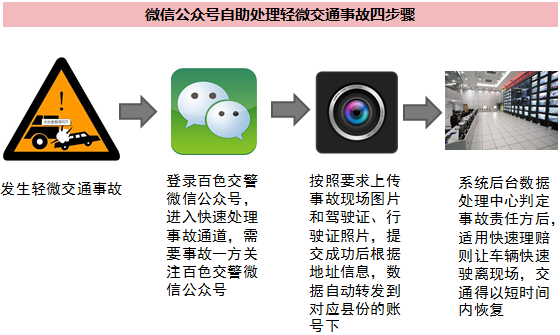 微信公众号自助处理轻微交通事故四步骤
发生轻微交通事故
登录百色交警
微信公众号，
进入快速处理
事故通道，需
要事故一方关
注百色交警微
信公众号
按照要求上传
事故现场图片
和驾驶证、行
驶证照片，提
交成功后根据
地址信息，数
据自动转发到
对应县份的账
号下
系统后台数据
处理中心判定
事故责任方后，
适用快速理赔
则让车辆快速
驶离现场，交
通得以短时间
内恢复